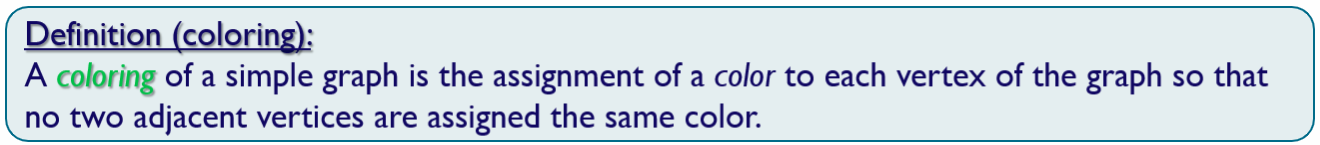 Definition (coloring):
A coloring of a simple graph is the assignment of a color to each vertex of the graph so that
no two adjacent vertices are assigned the same color.